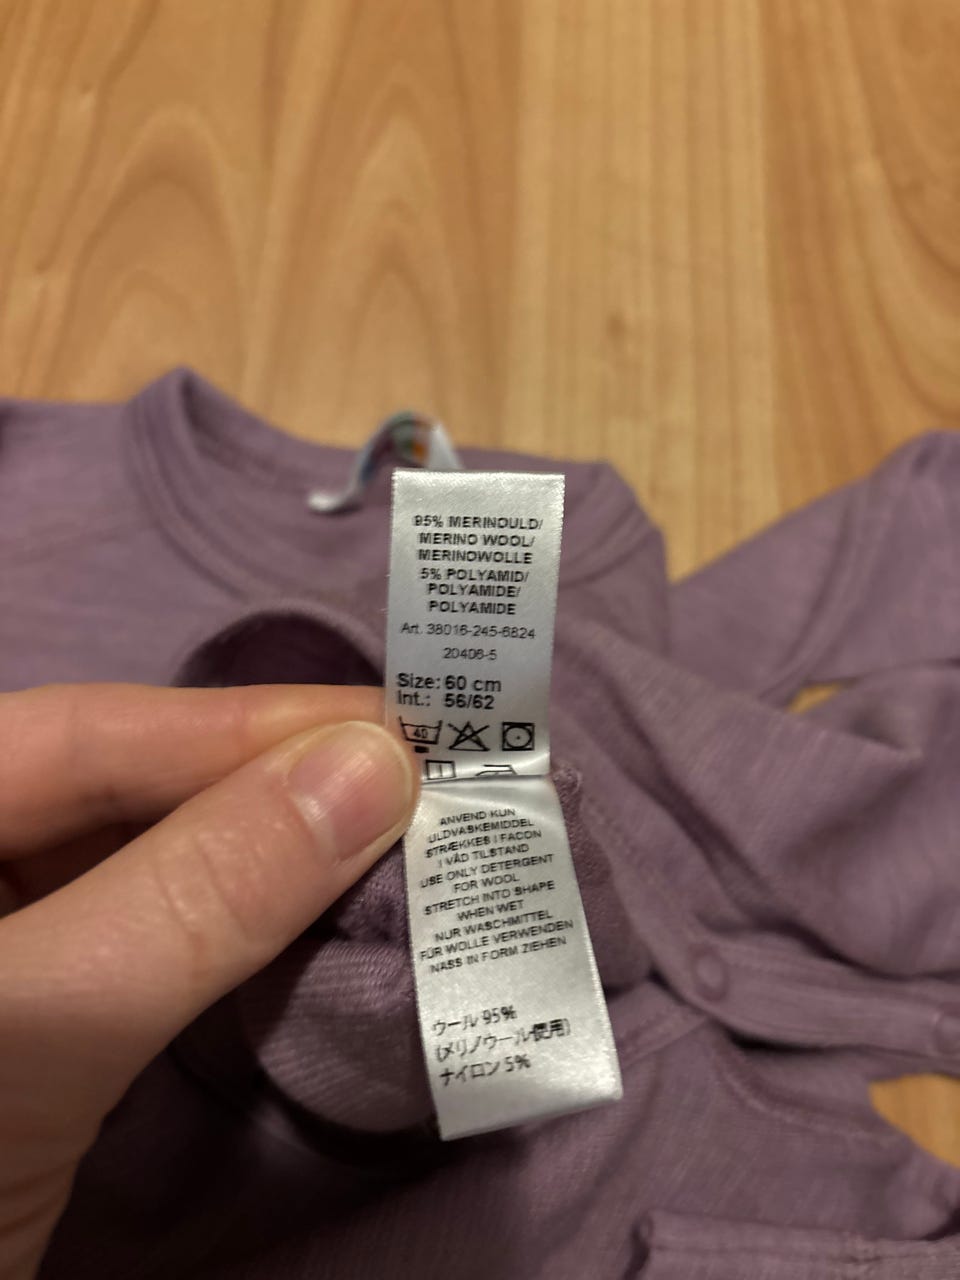 95% MERINOULD/
MERINO WOOL/
MERINOWOLLE
5% POLYAMID/
POLYAMIDE/
POLYAMIDE
Art. 38016-245-6824
20406-5
Size: 60 cm
Int.: 56/62
40
ANVEND KUN
ULDVASKEMIDDEL
STRÆKKES I FACON
I VÅD TILSTAND
USE ONLY DETERGENT
FOR WOOL
STRETCH INTO SHAPE
WHEN WET
NUR WASCHMITTEL
FÜR WOLLE VERWENDEN
NASS IN FORM ZIEHEN
ウール 95%
(メリノウール使用)
ナイロン 5%